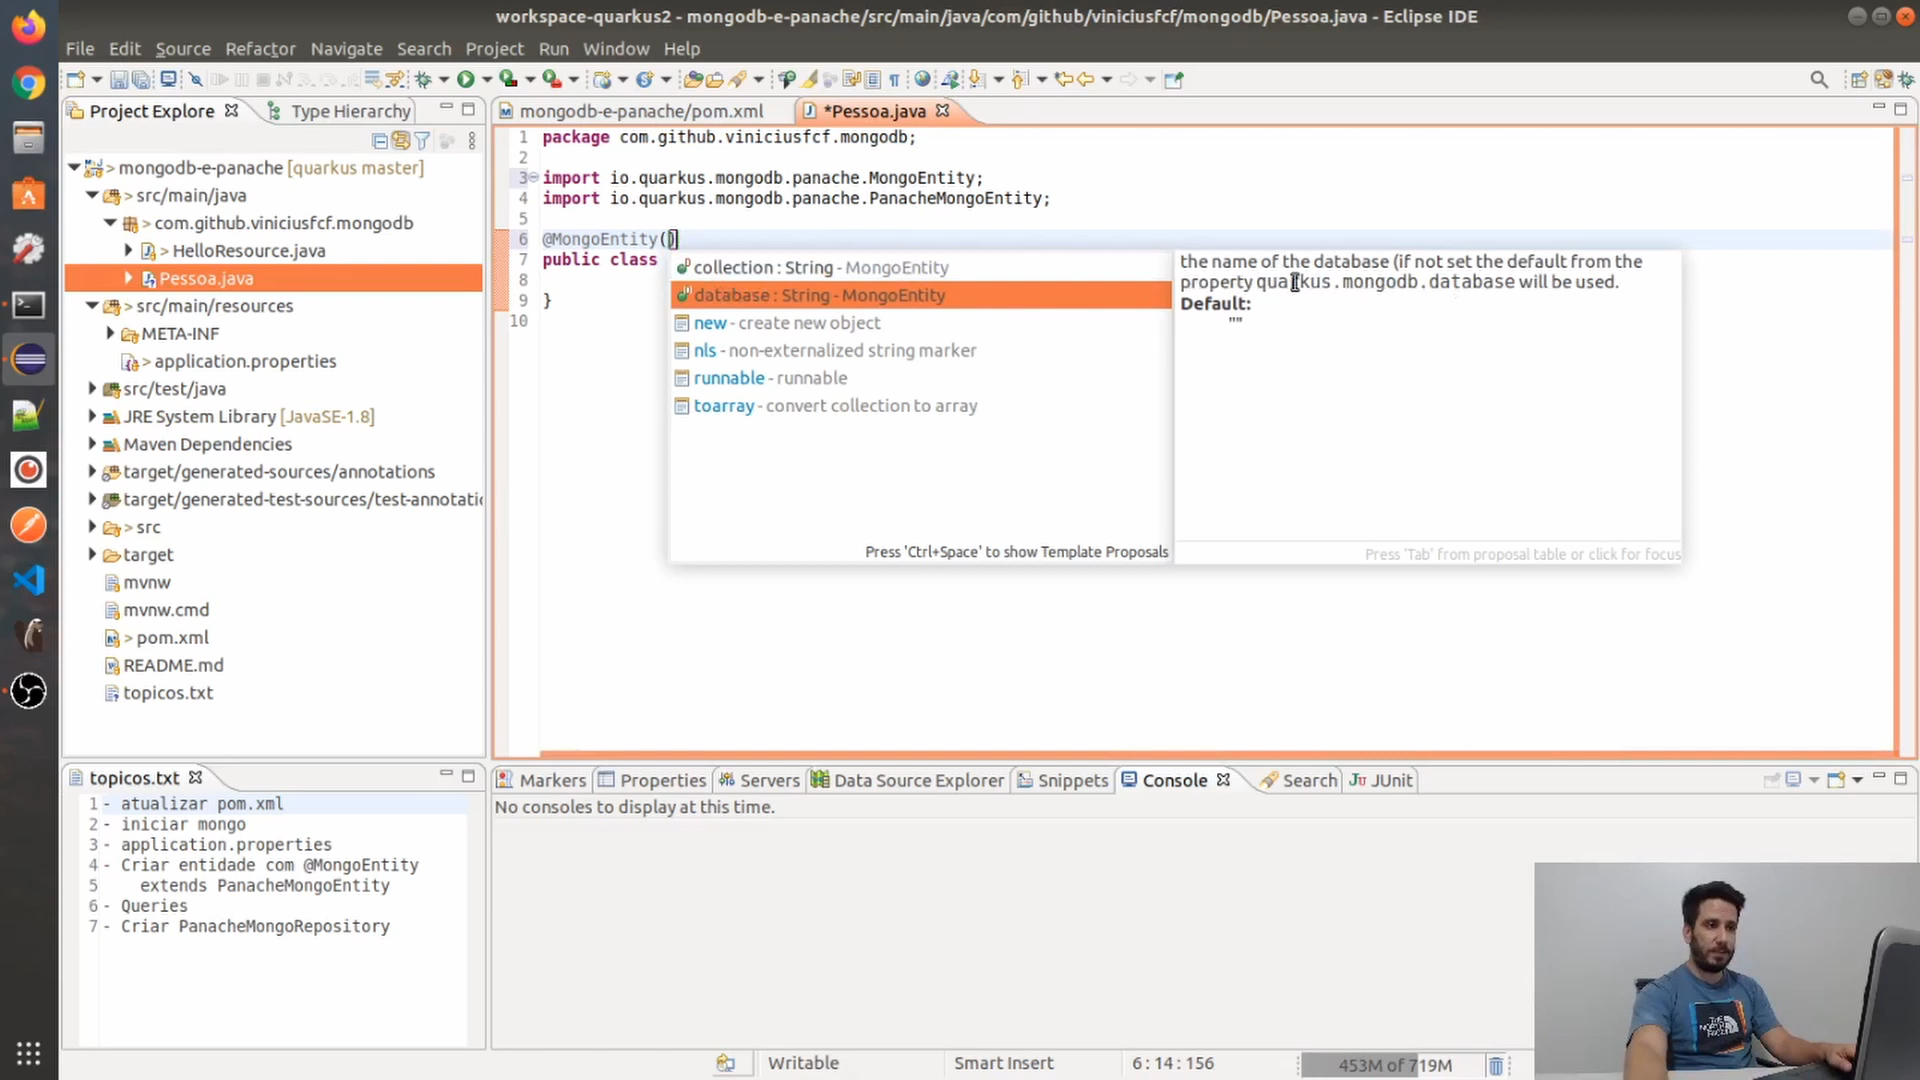 workspace-quarkus2 - mongodb-e-panache/src/main/java/com/github/viniciusfcf/mongodb/Pessoa.java - Eclipse IDE
File Edit Source Refactor Navigate Search Project Run Window Help
Project Explore
Type Hierarchy
mongodb-e-panache/pom.xml
*Pessoa.java
> mongodb-e-panache [quarkus master]
> src/main/java
> com.github.viniciusfcf.mongodb
> HelloResource.java
Pessoa.java
> src/main/resources
META-INF
> application.properties
src/test/java
JRE System Library [JavaSE-1.8]
Maven Dependencies
target/generated-sources/annotations
target/generated-test-sources/test-annotatio
> src
target
mvnw
mvnw.cmd
> pom.xml
README.md
topicos.txt
1 package com.github.viniciusfcf.mongodb;
2
3 import io.quarkus.mongodb.panache.MongoEntity;
4 import io.quarkus.mongodb.panache.PanacheMongoEntity;
5
6 @MongoEntity()
7 public class
8
9 }
10
collection : String - MongoEntity
database : String - MongoEntity
new - create new object
nls - non-externalized string marker
runnable - runnable
toarray - convert collection to array
Press 'Ctrl+Space' to show Template Proposals
the name of the database (if not set the default from the
property quarkus.mongodb.database will be used.
Default:
""
Press 'Tab' from proposal table or click for focus
topicos.txt
1 - atualizar pom.xml
2 - iniciar mongo
3 - application.properties
4 - Criar entidade com @MongoEntity
5 extends PanacheMongoEntity
6 - Queries
7 - Criar PanacheMongoRepository
Markers Properties Servers Data Source Explorer Snippets Console Search JUnit
No consoles to display at this time.
THE NORTH FACE
Writable
Smart Insert
6 : 14 : 156
453M of 719M